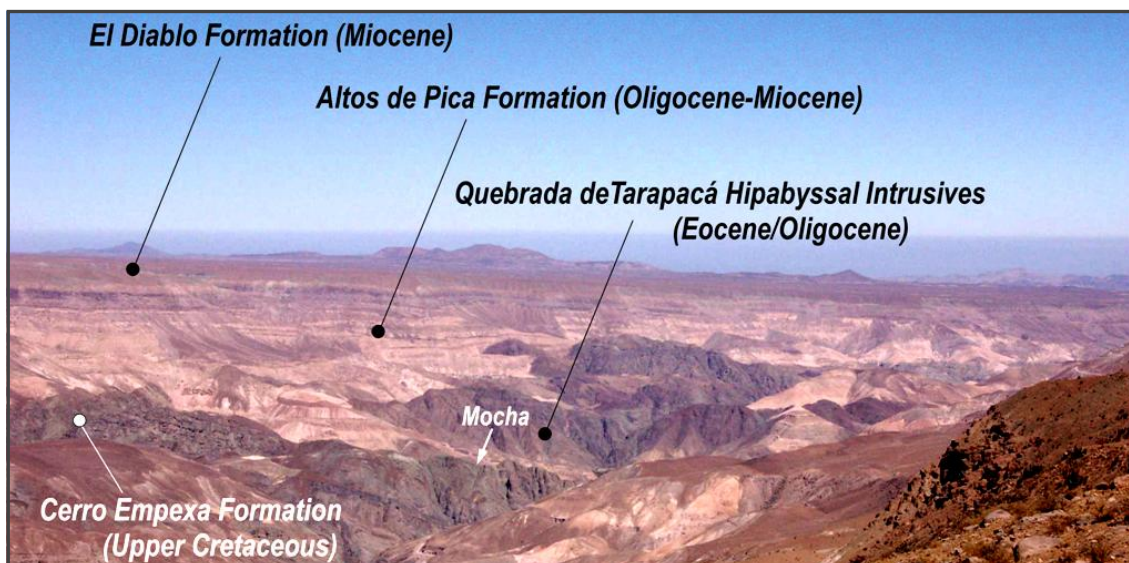 El Diablo Formation (Miocene)
Altos de Pica Formation (Oligocene-Miocene)
Quebrada deTarapacá Hipabyssal Intrusives
(Eocene/Oligocene)
Mocha
Cerro Empexa Formation
(Upper Cretaceous)